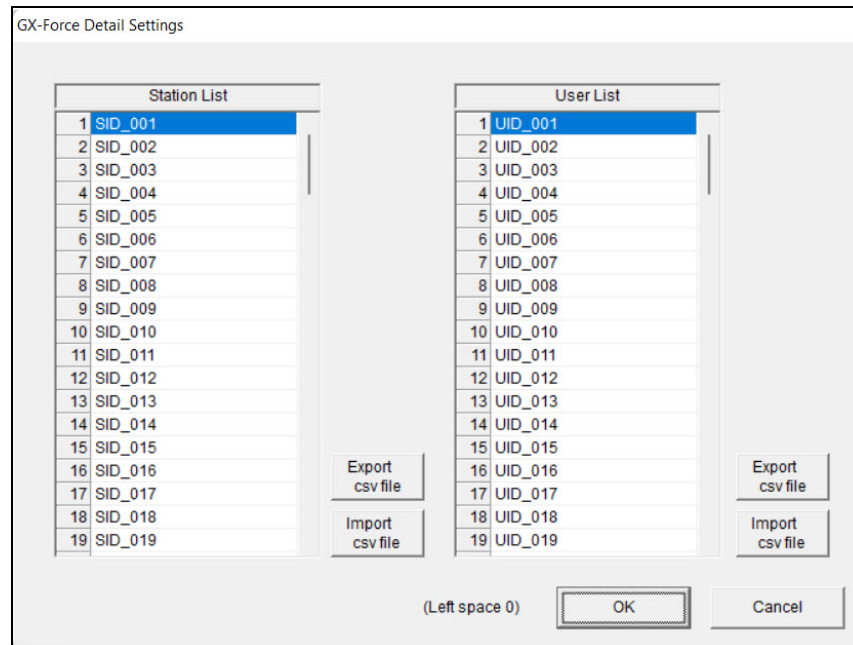 GX-Force Detail Settings
Station List
1 SID_001
2 SID_002
3 SID_003
4 SID_004
5 SID_005
6 SID_006
7 SID_007
8 SID_008
9 SID_009
10 SID_010
11 SID_011
12 SID_012
13 SID_013
14 SID_014
15 SID_015
16 SID_016
17 SID_017
18 SID_018
19 SID_019
Export
csv file
Import
csv file
User List
1 UID_001
2 UID_002
3 UID_003
4 UID_004
5 UID_005
6 UID_006
7 UID_007
8 UID_008
9 UID_009
10 UID_010
11 UID_011
12 UID_012
13 UID_013
14 UID_014
15 UID_015
16 UID_016
17 UID_017
18 UID_018
19 UID_019
Export
csv file
Import
csv file
(Left space 0)
OK
Cancel